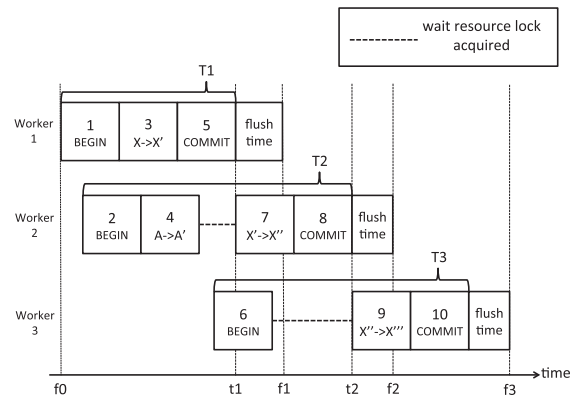 wait resource lock
acquired
T1
Worker
1
1
BEGIN
3
X->X'
5
COMMIT
flush
time
T2
Worker
2
2
BEGIN
4
A->A'
7
X'->X''
8
COMMIT
flush
time
T3
Worker
3
6
BEGIN
9
X''->X'''
10
COMMIT
flush
time
time
f0
t1
f1
t2
f2
f3